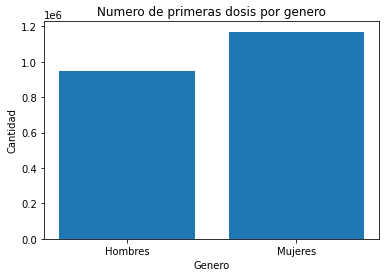 Numero de primeras dosis por genero
1e6
1.2
1.0
0.8
0.6
0.4
0.2
0.0
Cantidad
Hombres Mujeres
Genero